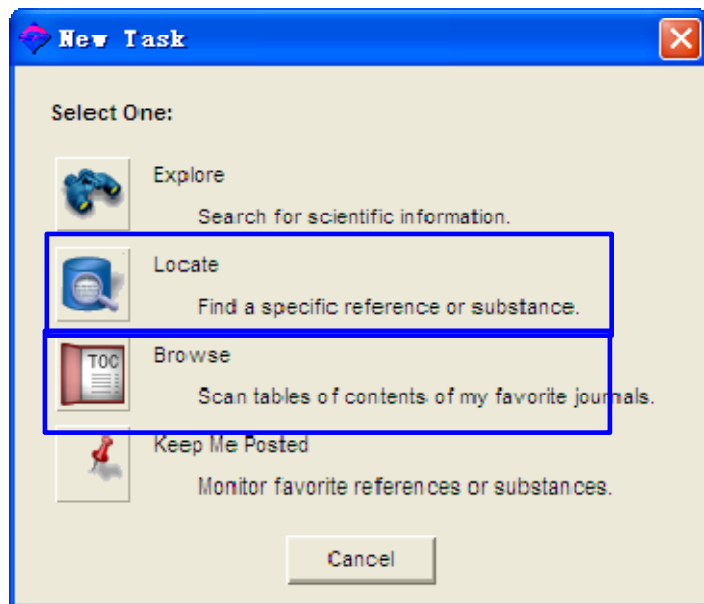 New Task
Select One:
Explore
Search for scientific information.
Locate
Find a specific reference or substance.
TOC
Browse
Scan tables of contents of my favorite journals.
Keep Me Posted
Monitor favorite references or substances.
Cancel